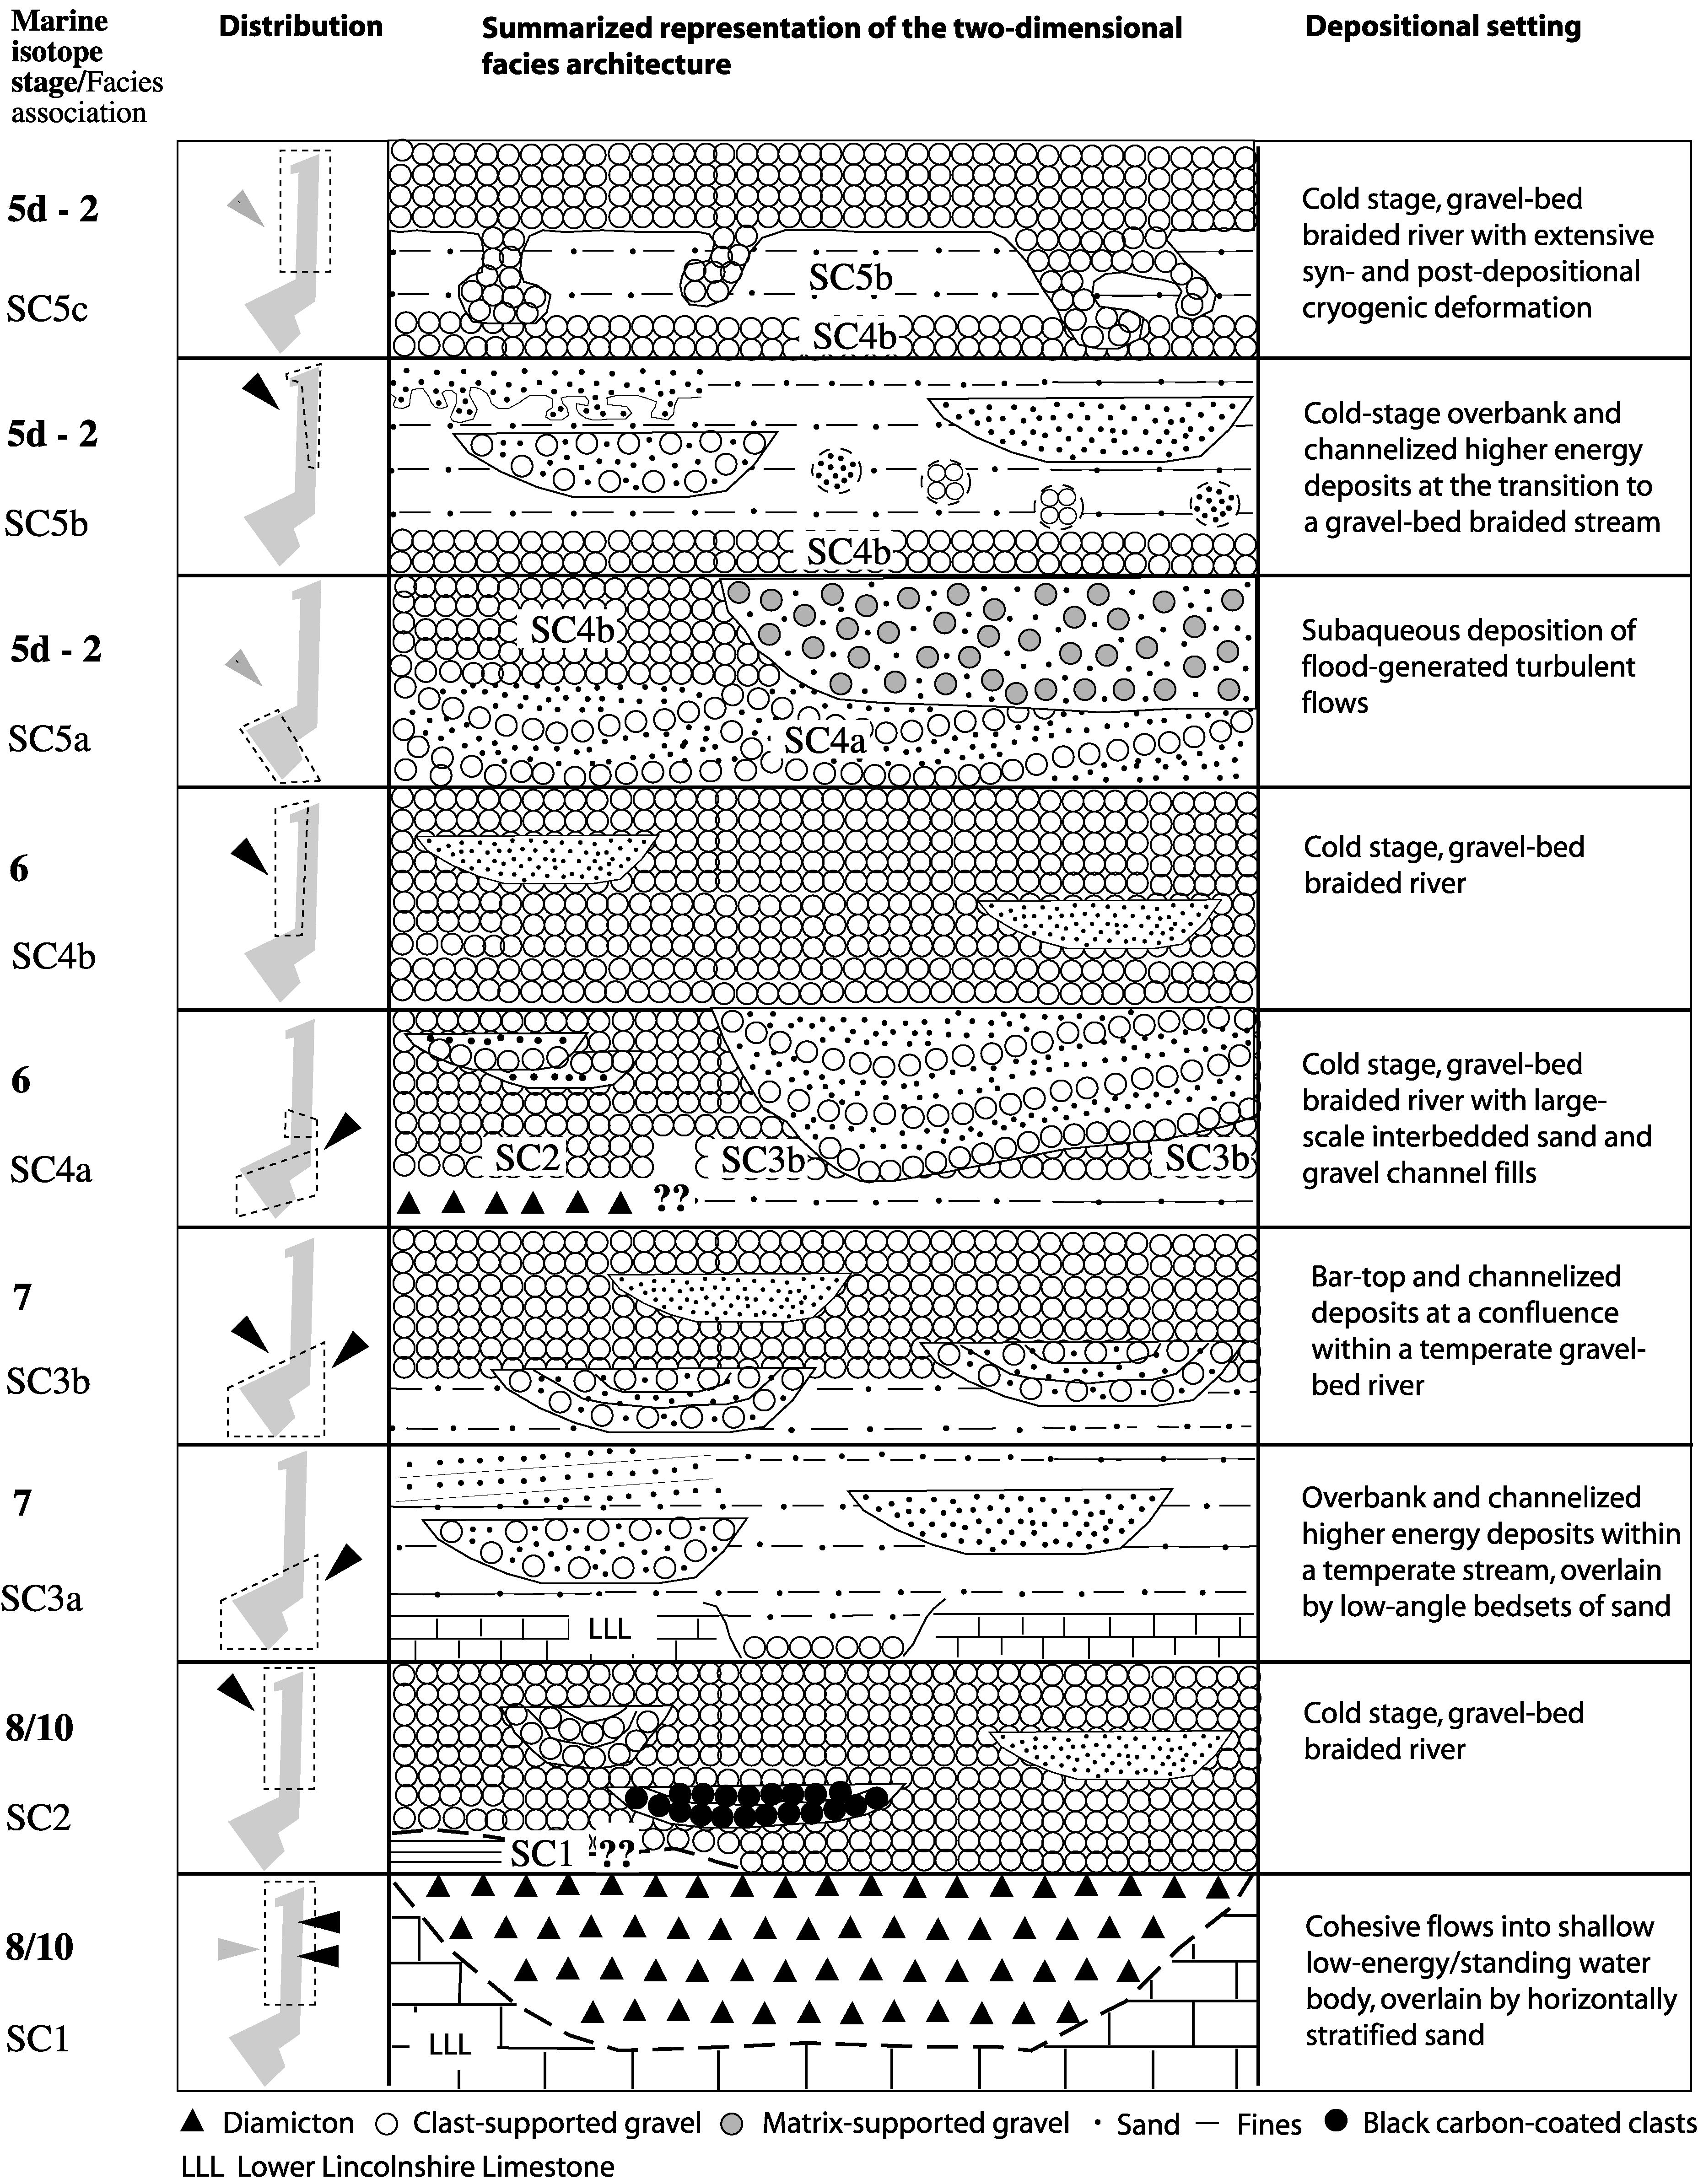 Marine
isotope
stage/Facies
association
Distribution
Summarized representation of the two-dimensional
facies architecture
Depositional setting
5d - 2
SC5c
SC5b
SC4b
Cold stage, gravel-bed
braided river with extensive
syn- and post-depositional
cryogenic deformation
5d - 2
SC5b
SC4b
Cold-stage overbank and
channelized higher energy
deposits at the transition to
a gravel-bed braided stream
5d - 2
SC5a
SC4b
SC4a
Subaqueous deposition of
flood-generated turbulent
flows
6
SC4b
Cold stage, gravel-bed
braided river
6
SC4a
SC2
SC3b
SC3b
??
Cold stage, gravel-bed
braided river with large-
scale interbedded sand and
gravel channel fills
7
SC3b
Bar-top and channelized
deposits at a confluence
within a temperate gravel-
bed river
7
SC3a
LLL
Overbank and channelized
higher energy deposits within
a temperate stream, overlain
by low-angle bedsets of sand
8/10
SC2
SC1 -??
Cold stage, gravel-bed
braided river
8/10
SC1
LLL
Cohesive flows into shallow
low-energy/standing water
body, overlain by horizontally
stratified sand
Diamicton Clast-supported gravel Matrix-supported gravel Sand Fines Black carbon-coated clasts
LLL Lower Lincolnshire Limestone